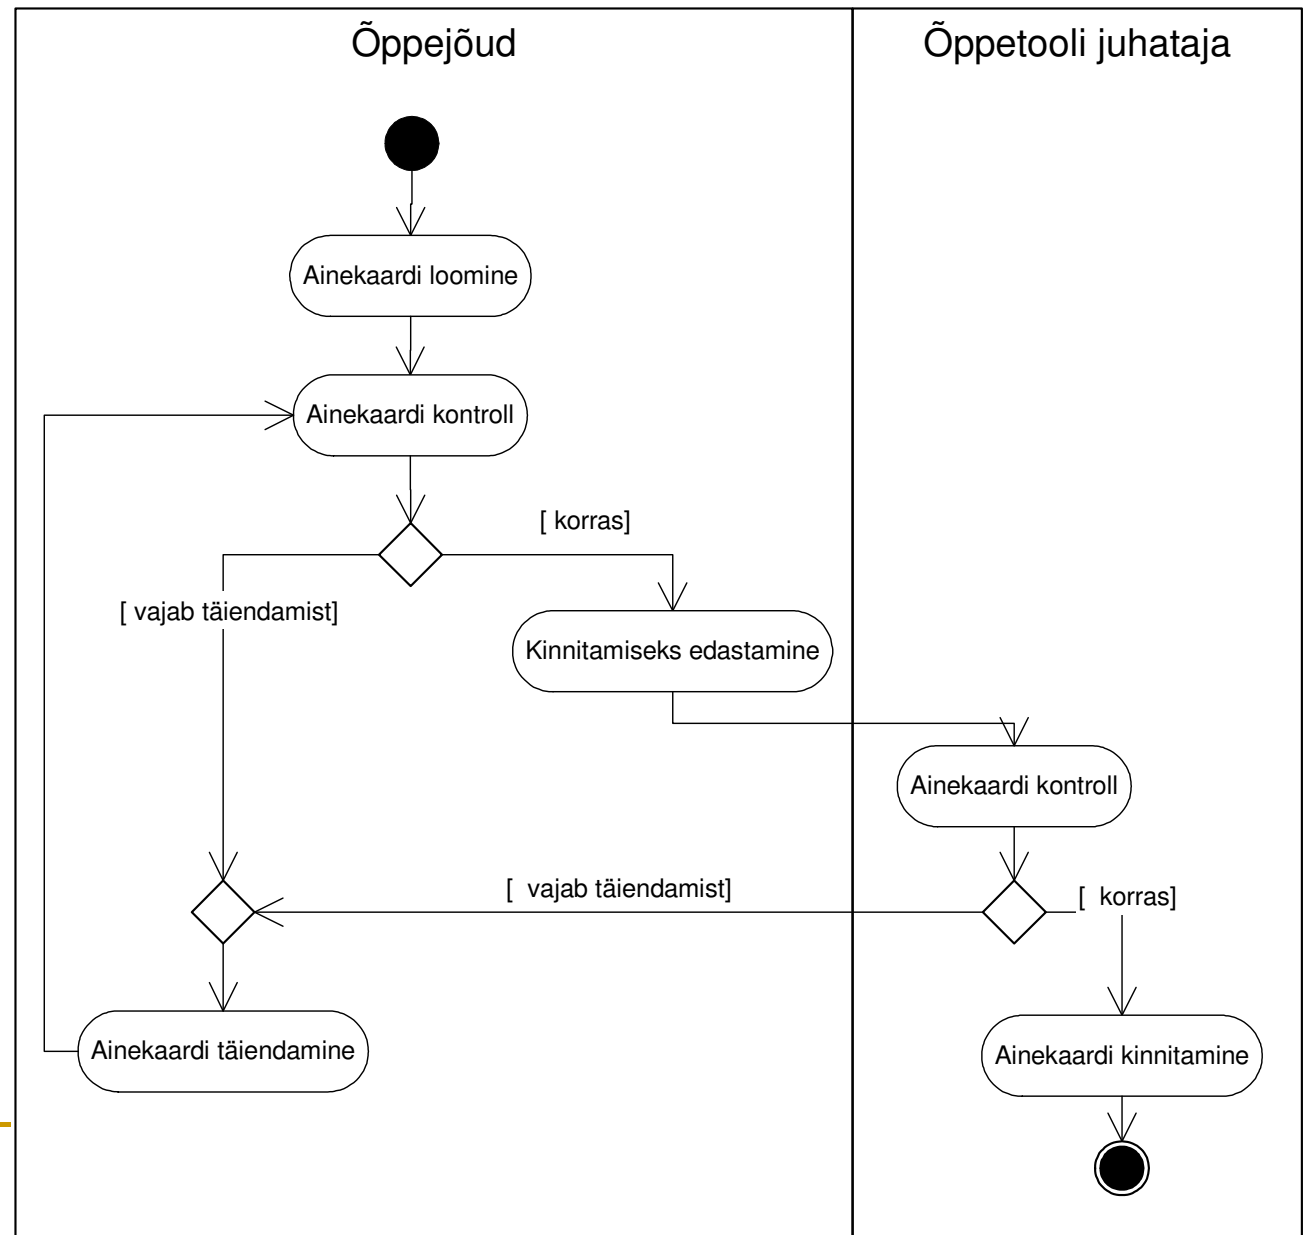 Õppejõud
Õppetooli juhataja
Ainekaardi loomine
Ainekaardi kontroll
[ korras]
[ vajab täiendamist]
Kinnitamiseks edastamine
Ainekaardi kontroll
[ vajab täiendamist]
[ korras]
Ainekaardi täiendamine
Ainekaardi kinnitamine